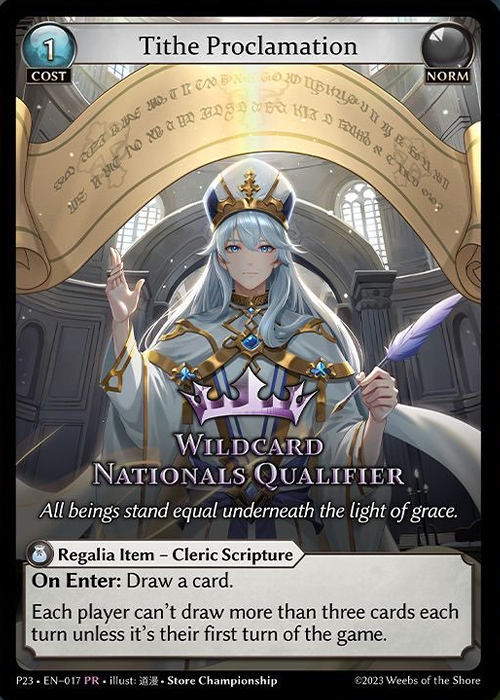 1
COST
Tithe Proclamation
NORM
WILDCARD
NATIONALS QUALIFIER
All beings stand equal underneath the light of grace.
Regalia Item – Cleric Scripture
On Enter: Draw a card.
Each player can't draw more than three cards each
turn unless it's their first turn of the game.
P23 • EN–017 PR • illust: 道漫 • Store Championship
©2023 Weebs of the Shore